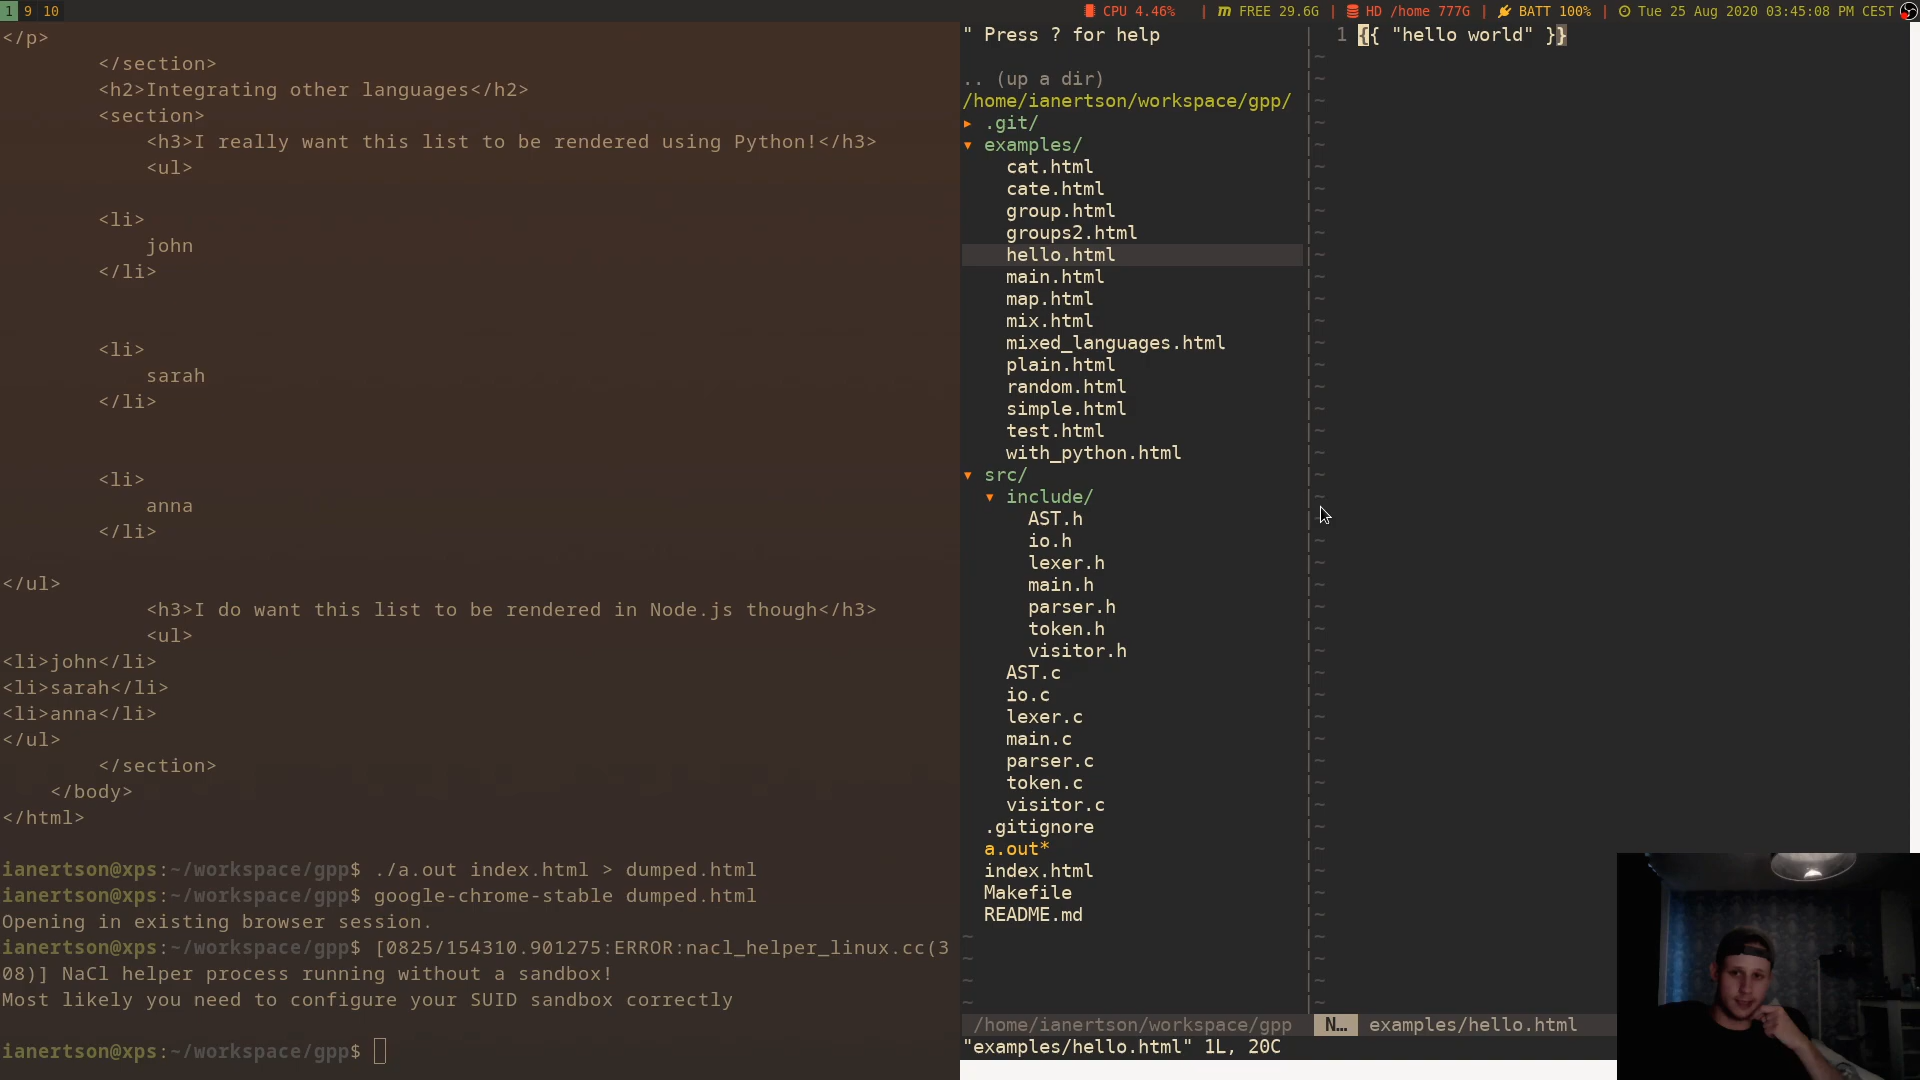 1 9 10
CPU 4.46% | m FREE 29.6G | HD /home 777G | BATT 100% | Tue 25 Aug 2020 03:45:08 PM CEST
</p>
</section>
<h2>Integrating other languages</h2>
<section>
<h3>I really want this list to be rendered using Python!</h3>
<ul>
<li>
john
</li>
<li>
sarah
</li>
<li>
anna
</li>
</ul>
<h3>I do want this list to be rendered in Node.js though</h3>
<ul>
<li>john</li>
<li>sarah</li>
<li>anna</li>
</ul>
</section>
</body>
</html>
ianertson@xps:~/workspace/gpp$ ./a.out index.html > dumped.html
ianertson@xps:~/workspace/gpp$ google-chrome-stable dumped.html
Opening in existing browser session.
ianertson@xps:~/workspace/gpp$ [0825/154310.901275:ERROR:nacl_helper_linux.cc(3
08)] NaCl helper process running without a sandbox!
Most likely you need to configure your SUID sandbox correctly
ianertson@xps:~/workspace/gpp$
" Press ? for help
.. (up a dir)
/home/ianertson/workspace/gpp/
▸ .git/
▾ examples/
cat.html
cate.html
group.html
groups2.html
hello.html
main.html
map.html
mix.html
mixed_languages.html
plain.html
random.html
simple.html
test.html
with_python.html
▾ src/
▾ include/
AST.h
io.h
lexer.h
main.h
parser.h
token.h
visitor.h
AST.c
io.c
lexer.c
main.c
parser.c
token.c
visitor.c
.gitignore
a.out*
index.html
Makefile
README.md
1 {{ "hello world" }}
/home/ianertson/workspace/gpp N… examples/hello.html
"examples/hello.html" 1L, 20C